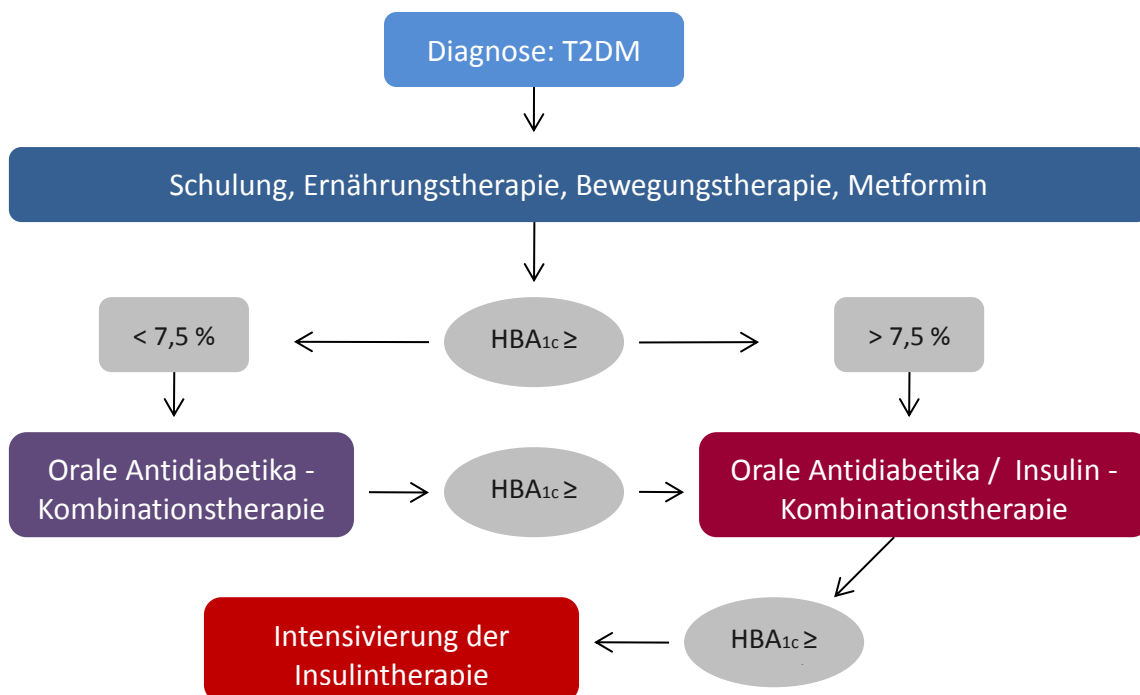 Diagnose: T2DM
Schulung, Ernährungstherapie, Bewegungstherapie, Metformin
< 7,5 %
HBA1c ≥
> 7,5 %
Orale Antidiabetika -
Kombinationstherapie
HBA1c ≥
Orale Antidiabetika / Insulin -
Kombinationstherapie
Intensivierung der
Insulintherapie
HBA1c ≥